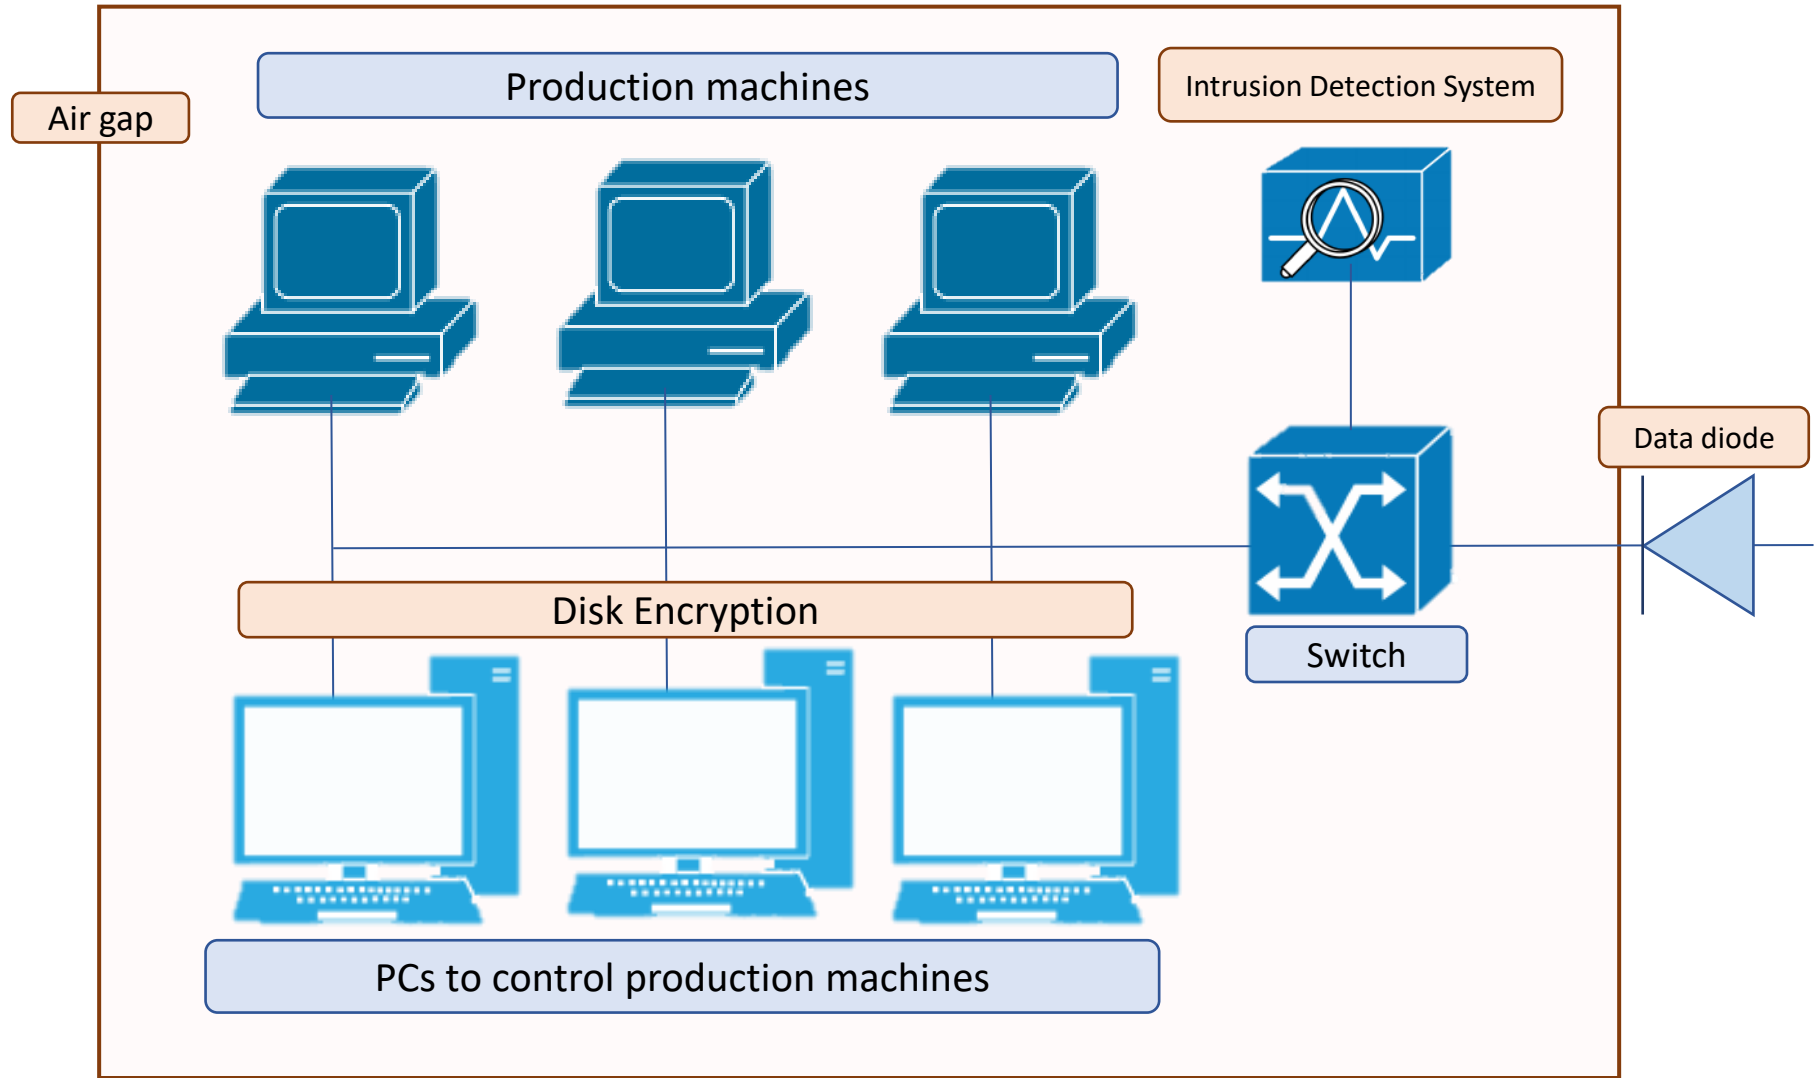 Production machines
Intrusion Detection System
Air gap
Data diode
Disk Encryption
Switch
PCs to control production machines